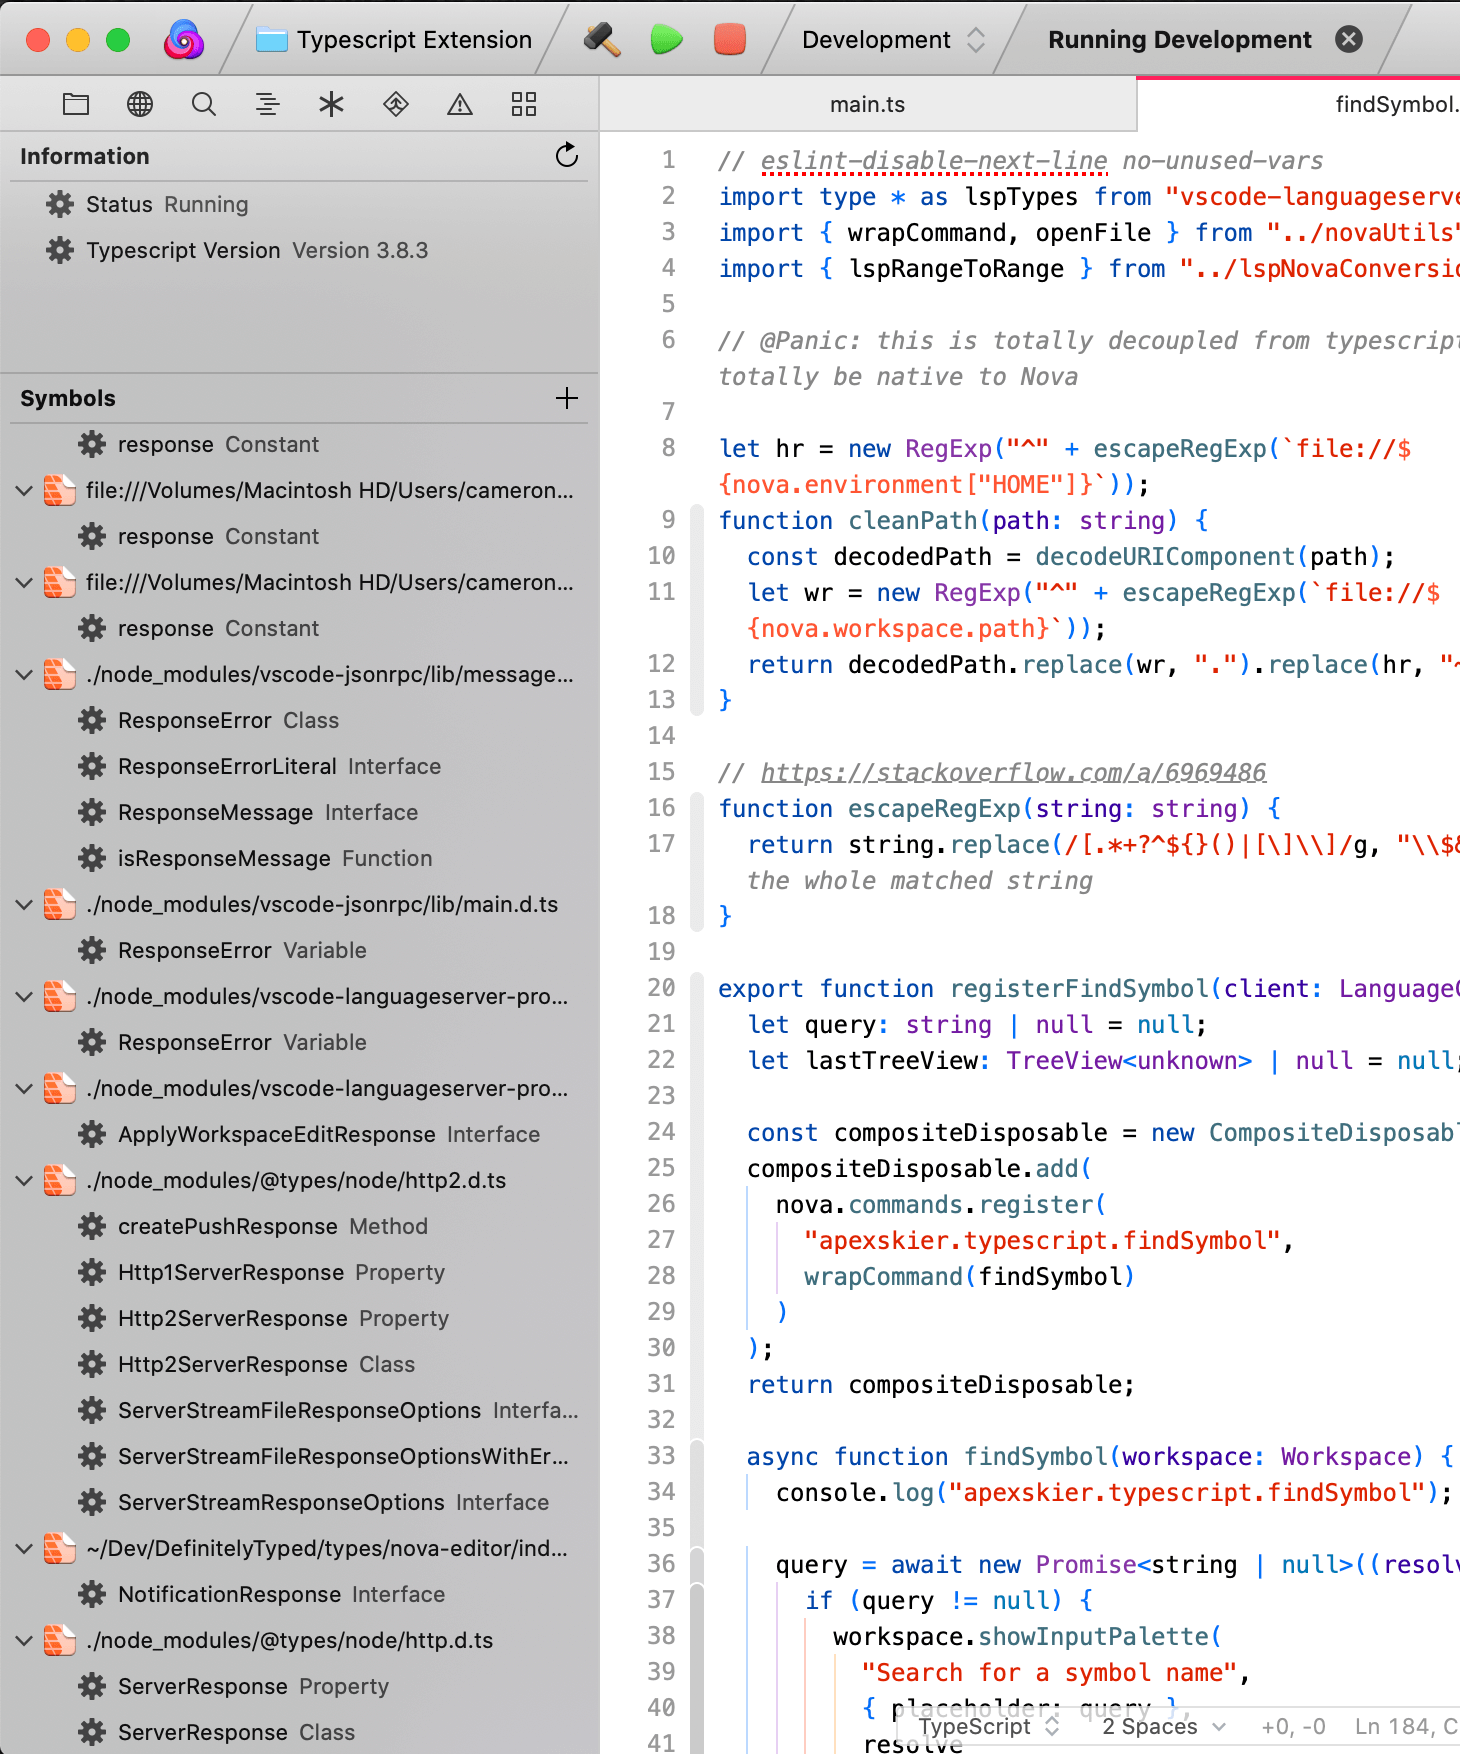 Typescript Extension
Development
Running Development
Information
Status Running
Typescript Version Version 3.8.3
Symbols
response Constant
file:///Volumes/Macintosh HD/Users/cameron...
response Constant
file:///Volumes/Macintosh HD/Users/cameron...
response Constant
./node_modules/vscode-jsonrpc/lib/message...
ResponseError Class
ResponseErrorLiteral Interface
ResponseMessage Interface
isResponseMessage Function
./node_modules/vscode-jsonrpc/lib/main.d.ts
ResponseError Variable
./node_modules/vscode-languageserver-pro...
ResponseError Variable
./node_modules/vscode-languageserver-pro...
ApplyWorkspaceEditResponse Interface
./node_modules/@types/node/http2.d.ts
createPushResponse Method
Http1ServerResponse Property
Http2ServerResponse Property
Http2ServerResponse Class
ServerStreamFileResponseOptions Interfa...
ServerStreamFileResponseOptionsWithEr...
ServerStreamResponseOptions Interface
~/Dev/DefinitelyTyped/types/nova-editor/ind...
NotificationResponse Interface
./node_modules/@types/node/http.d.ts
ServerResponse Property
ServerResponse Class
main.ts
findSymbol.
1 // eslint-disable-next-line no-unused-vars
2 import type * as lspTypes from "vscode-languageserve
3 import { wrapCommand, openFile } from "../novaUtils"
4 import { lspRangeToRange } from "../lspNovaConversio
5
6 // @Panic: this is totally decoupled from typescript
totally be native to Nova
7
8 let hr = new RegExp("^" + escapeRegExp(`file://$
{nova.environment["HOME"]}`));
9 function cleanPath(path: string) {
10 const decodedPath = decodeURIComponent(path);
11 let wr = new RegExp("^" + escapeRegExp(`file://$
{nova.workspace.path}`));
12 return decodedPath.replace(wr, ".").replace(hr, "~
13 }
14
15 // https://stackoverflow.com/a/6969486
16 function escapeRegExp(string: string) {
17 return string.replace(/[.*+?^${}()|[\]\\]/g, "\\$&
the whole matched string
18 }
19
20 export function registerFindSymbol(client: LanguageC
21 let query: string | null = null;
22 let lastTreeView: TreeView<unknown> | null = null;
23
24 const compositeDisposable = new CompositeDisposabl
25 compositeDisposable.add(
26 nova.commands.register(
27 "apexskier.typescript.findSymbol",
28 wrapCommand(findSymbol)
29 )
30 );
31 return compositeDisposable;
32
33 async function findSymbol(workspace: Workspace) {
34 console.log("apexskier.typescript.findSymbol");
35
36 query = await new Promise<string | null>((resolv
37 if (query != null) {
38 workspace.showInputPalette(
39 "Search for a symbol name",
40 { placeholder: query },
41 resolve
TypeScript 2 Spaces +0, -0 Ln 184, C